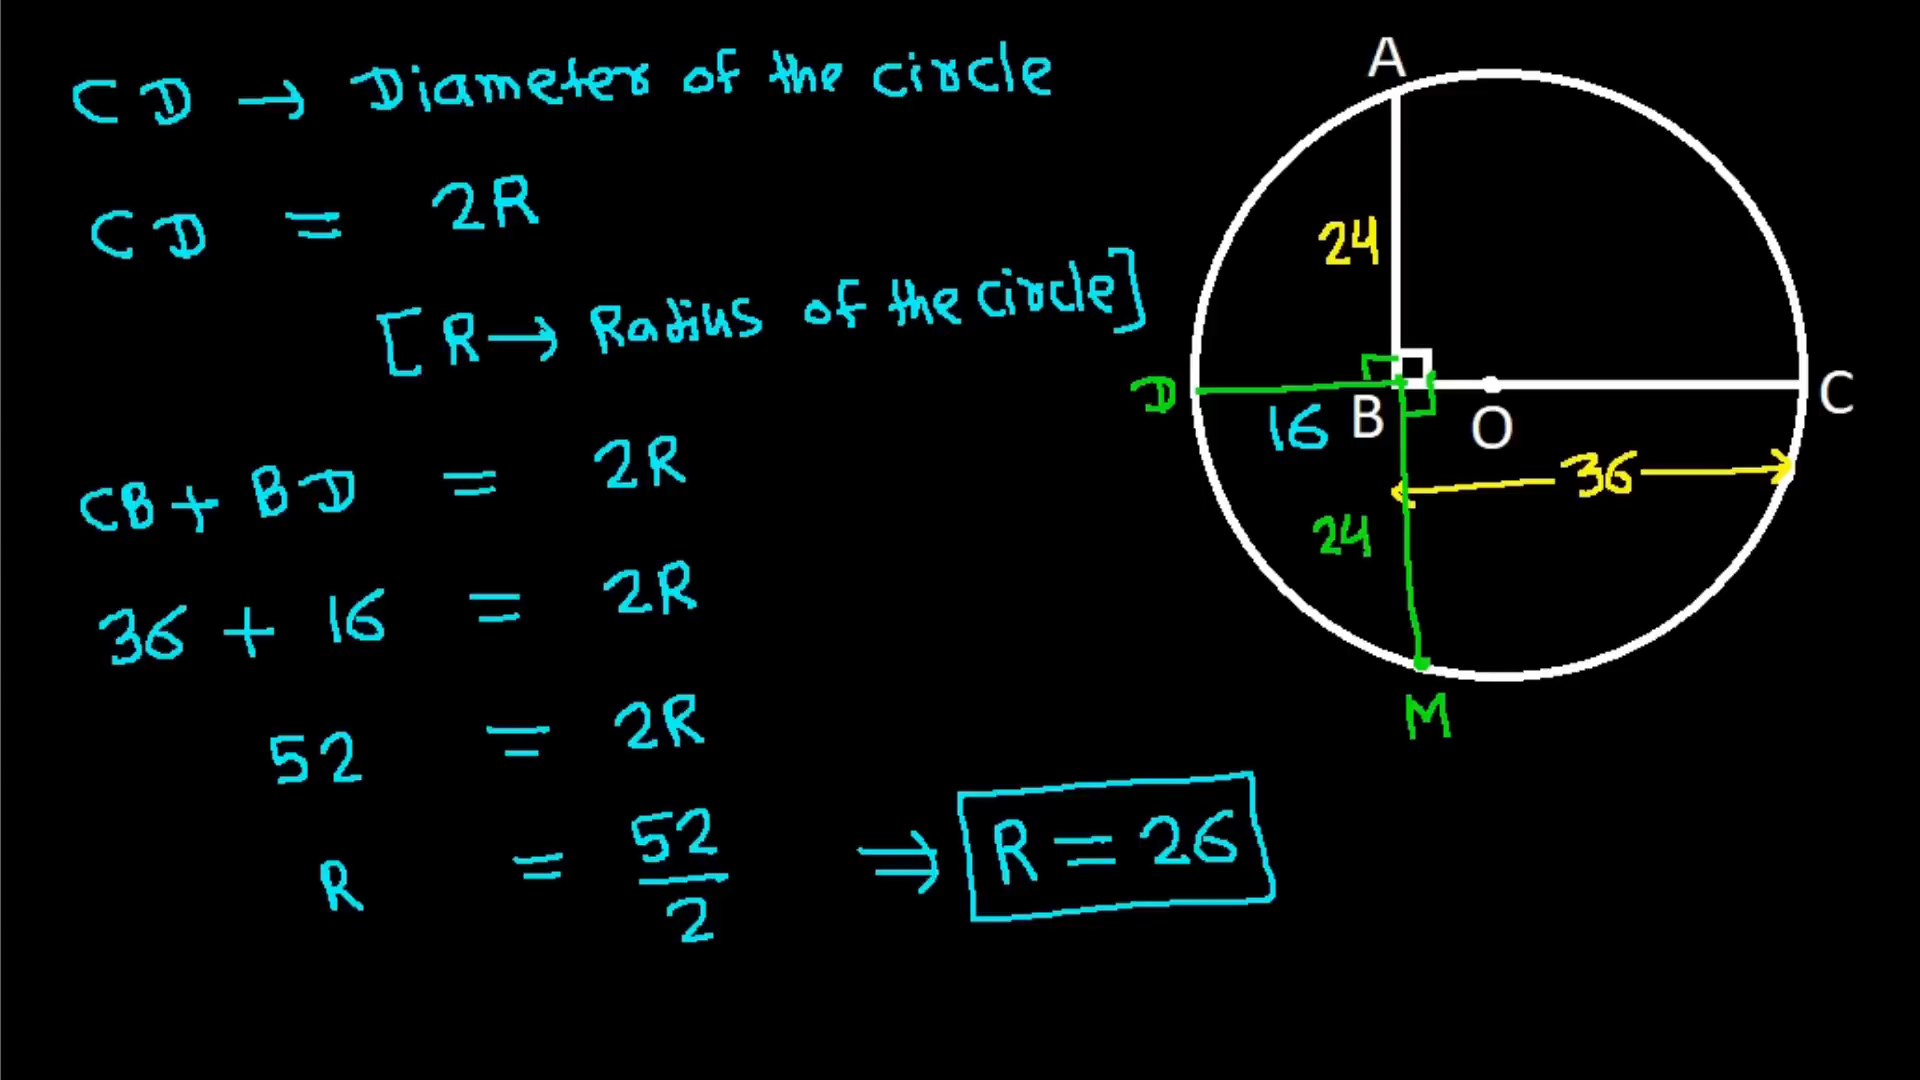 CD → Diameter of the circle
CD = 2R
[R → Radius of the circle]
CB + BD = 2R
36 + 16 = 2R
52 = 2R
R = 52/2 ⇒ R = 26
A
24
D
16
B
O
C
36
24
M